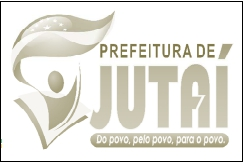 PREFEITURA DE
JUTAÍ
Do povo, pelo povo, para o povo.